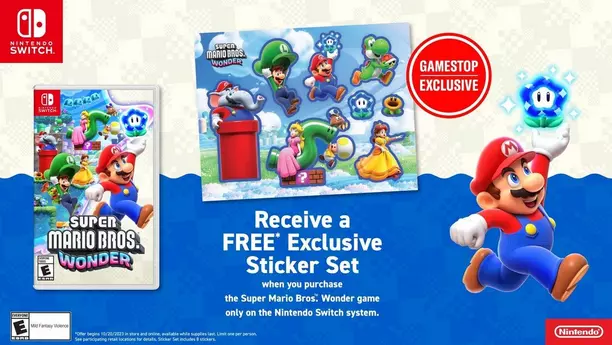 NINTENDO
SWITCH.
SUPER
MARIO BROS.
WONDER
GAMESTOP
EXCLUSIVE
SUPER
MARIO BROS.
WONDER
E
Receive a
FREE* Exclusive
Sticker Set
when you purchase
the Super Mario Bros.™ Wonder game
only on the Nintendo Switch system.
EVERYONE
E
Mild Fantasy Violence
*Offer begins 10/20/2023 in store and online, available while supplies last. Limit one per person.
See participating retail locations for details. Sticker Set includes 8 stickers.
Nintendo